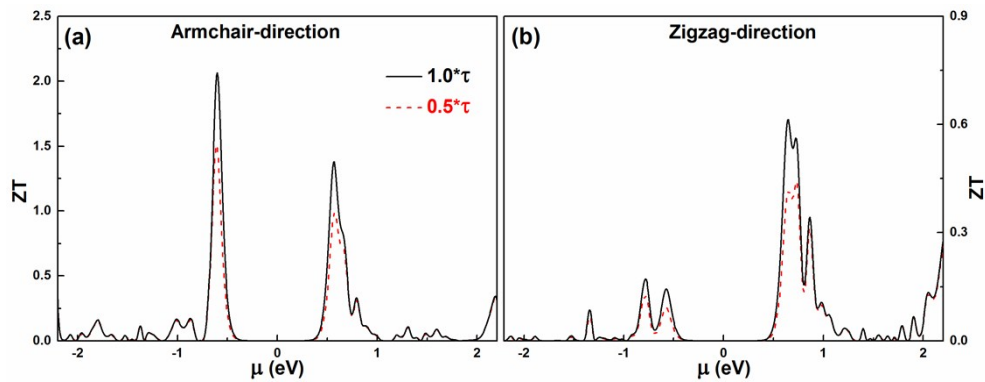 (a) Armchair-direction
1.0*τ
0.5*τ
ZT
2.5
2.0
1.5
1.0
0.5
0.0
-2 -1 0 1 2
μ (eV)
(b) Zigzag-direction
0.9
0.6
0.3
0.0
ZT
-2 -1 0 1 2
μ (eV)